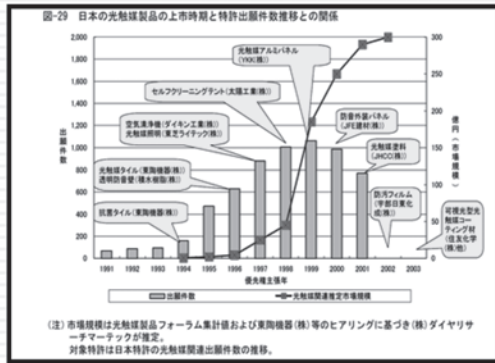 図-29 日本の光触媒製品の上市時期と特許出願件数推移との関係
2,000
1,800
1,600
1,400
1,200
1,000
800
600
400
200
0
出願件数
300
250
200
150
100
50
0
億円(市場規模)
光触媒アルミパネル
(YKK(株))
セルフクリーニングテント(太陽工業(株))
空気清浄機(ダイキン工業(株))
光触媒照明(東芝ライテック(株))
防音外装パネル
(JFE建材(株))
光触媒タイル(東陶機器(株))
透明防音壁(積水樹脂(株))
光触媒塗料
(JHCC(株))
抗菌タイル(東陶機器(株))
防汚フィルム
(宇部日東化
成(株))
可視光型光
触媒コー
ティング材
(住友化学
(株)他)
1991 1992 1993 1994 1995 1996 1997 1998 1999 2000 2001 2002 2003
優先権主張年
出願件数
光触媒関連推定市場規模
(注) 市場規模は光触媒製品フォーラム集計値および東陶機器(株)等のヒアリングに基づき(株)ダイヤリサ
ーチマーテックが推定。
対象特許は日本特許の光触媒関連出願件数の推移。